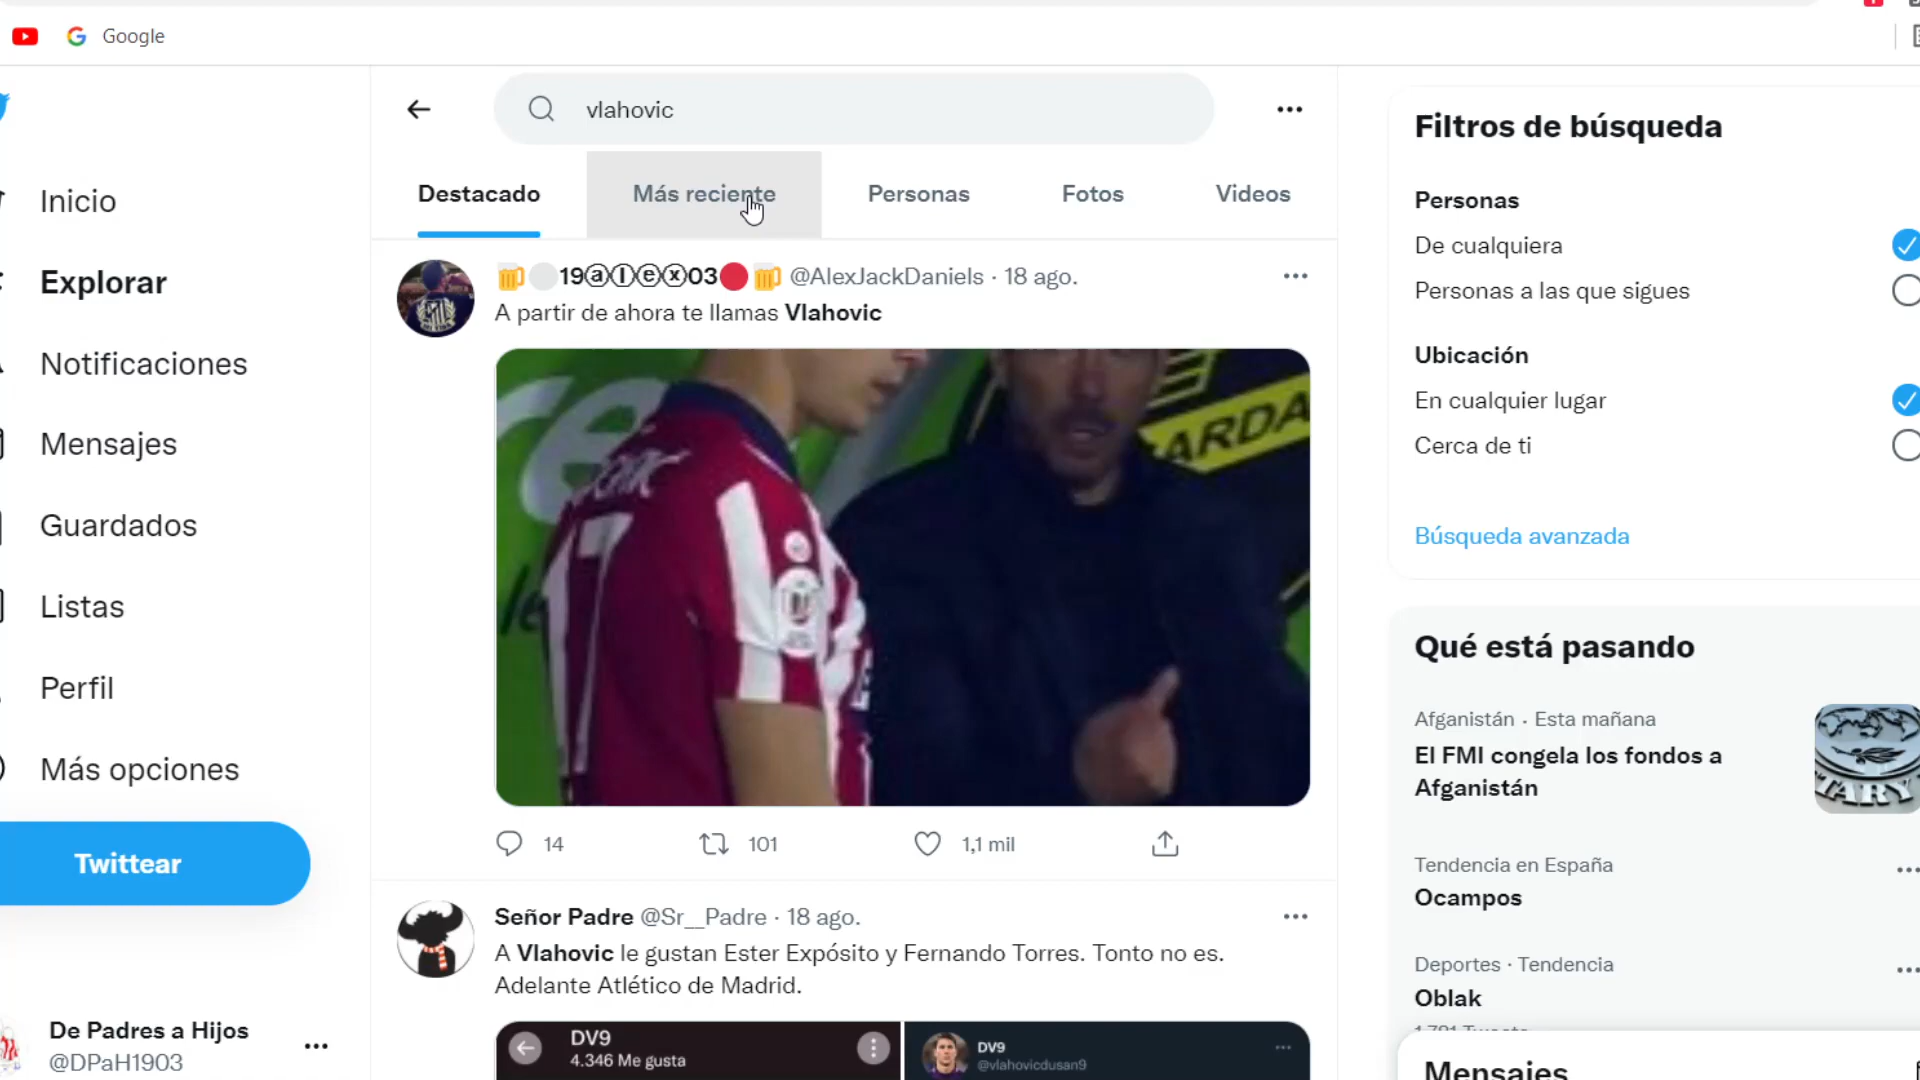 Google
vlahovic
Destacado
Más reciente
Personas
Fotos
Videos
Inicio
Explorar
Notificaciones
Mensajes
Guardados
Listas
Perfil
Más opciones
Twittear
De Padres a Hijos
@DPaH1903
🍺⚪19ⓐⓛⓔⓧ03🔴🍺 @AlexJackDaniels · 18 ago.
A partir de ahora te llamas Vlahovic
17
ARDA
14
101
1,1 mil
Señor Padre @Sr__Padre · 18 ago.
A Vlahovic le gustan Ester Expósito y Fernando Torres. Tonto no es.
Adelante Atlético de Madrid.
DV9
4.346 Me gusta
DV9
@vlahovicdusan9
Filtros de búsqueda
Personas
De cualquiera
Personas a las que sigues
Ubicación
En cualquier lugar
Cerca de ti
Búsqueda avanzada
Qué está pasando
Afganistán · Esta mañana
El FMI congela los fondos a
Afganistán
TARY
Tendencia en España
Ocampos
Deportes · Tendencia
Oblak
Mensajes